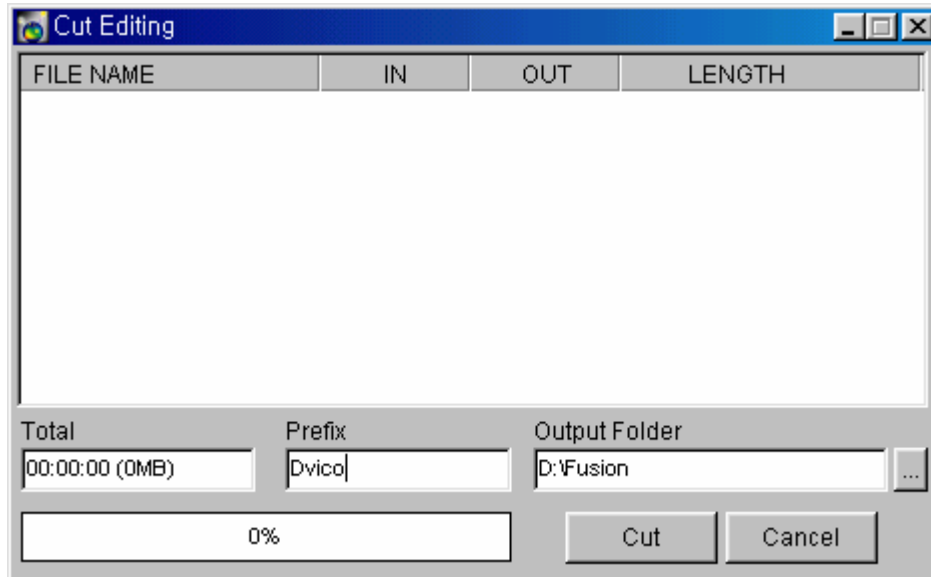 Cut Editing
FILE NAME IN OUT LENGTH
Total Prefix Output Folder
00:00:00 (0MB) Dvico D:\Fusion ...
0% Cut Cancel